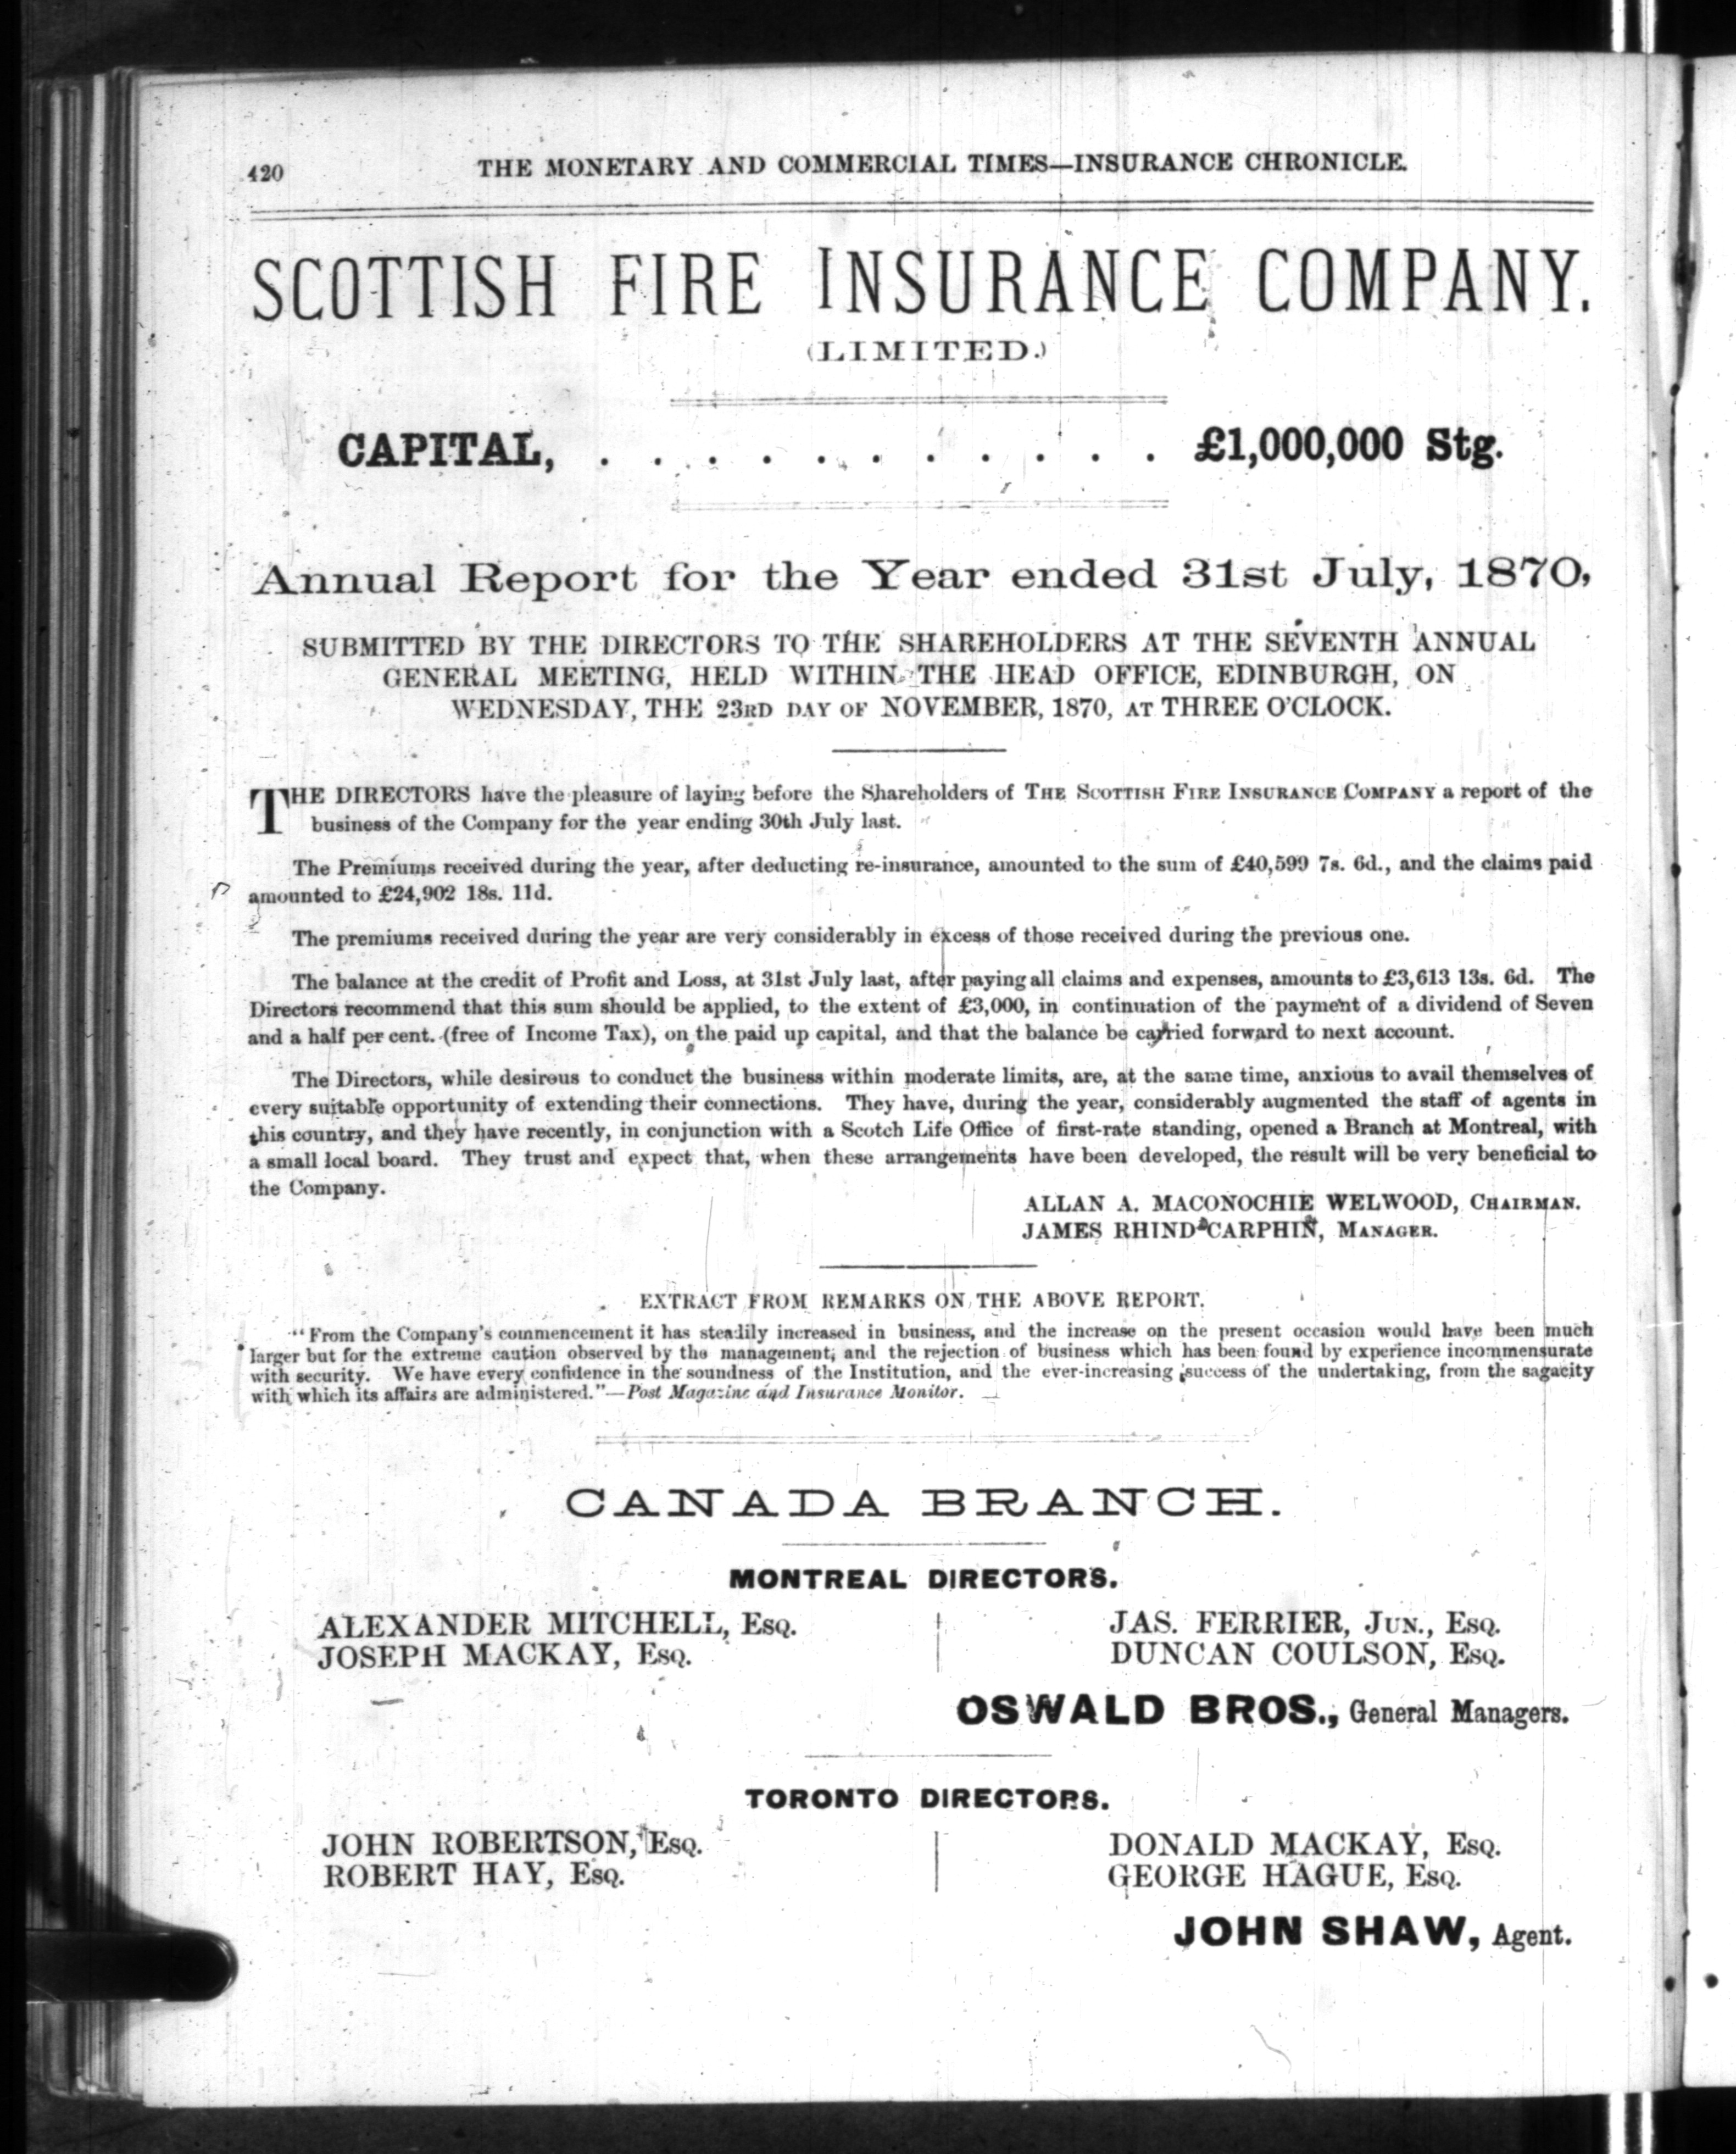 420
THE MONETARY AND COMMERCIAL TIMES—INSURANCE CHRONICLE.
SCOTTISH FIRE INSURANCE COMPANY.
(LIMITED.)
CAPITAL, . . . . . . . . . . . £1,000,000 Stg.
Annual Report for the Year ended 31st July, 1870,
SUBMITTED BY THE DIRECTORS TO THE SHAREHOLDERS AT THE SEVENTH ANNUAL
GENERAL MEETING, HELD WITHIN THE HEAD OFFICE, EDINBURGH, ON
WEDNESDAY, THE 23RD DAY OF NOVEMBER, 1870, AT THREE O'CLOCK.
THE DIRECTORS have the pleasure of laying before the Shareholders of THE SCOTTISH FIRE INSURANCE COMPANY a report of the
business of the Company for the year ending 30th July last.
The Premiums received during the year, after deducting re-insurance, amounted to the sum of £40,599 7s. 6d., and the claims paid
amounted to £24,902 18s. 11d.
The premiums received during the year are very considerably in excess of those received during the previous one.
The balance at the credit of Profit and Loss, at 31st July last, after paying all claims and expenses, amounts to £3,613 13s. 6d. The
Directors recommend that this sum should be applied, to the extent of £3,000, in continuation of the payment of a dividend of Seven
and a half per cent. (free of Income Tax), on the paid up capital, and that the balance be carried forward to next account.
The Directors, while desirous to conduct the business within moderate limits, are, at the same time, anxious to avail themselves of
every suitable opportunity of extending their connections. They have, during the year, considerably augmented the staff of agents in
this country, and they have recently, in conjunction with a Scotch Life Office of first-rate standing, opened a Branch at Montreal, with
a small local board. They trust and expect that, when these arrangements have been developed, the result will be very beneficial to
the Company.
ALLAN A. MACONOCHIE WELWOOD, CHAIRMAN.
JAMES RHIND CARPHIN, MANAGER.
EXTRACT FROM REMARKS ON THE ABOVE REPORT.
"From the Company's commencement it has steadily increased in business, and the increase on the present occasion would have been much
larger but for the extreme caution observed by the management; and the rejection of business which has been found by experience incommensurate
with security. We have every confidence in the soundness of the Institution, and the ever-increasing success of the undertaking, from the sagacity
with which its affairs are administered."—Post Magazine and Insurance Monitor.
CANADA BRANCH.
MONTREAL DIRECTORS.
ALEXANDER MITCHELL, ESQ.
JOSEPH MACKAY, ESQ.
JAS. FERRIER, JUN., ESQ.
DUNCAN COULSON, ESQ.
OSWALD BROS., General Managers.
TORONTO DIRECTORS.
JOHN ROBERTSON, ESQ.
ROBERT HAY, ESQ.
DONALD MACKAY, ESQ.
GEORGE HAGUE, ESQ.
JOHN SHAW, Agent.